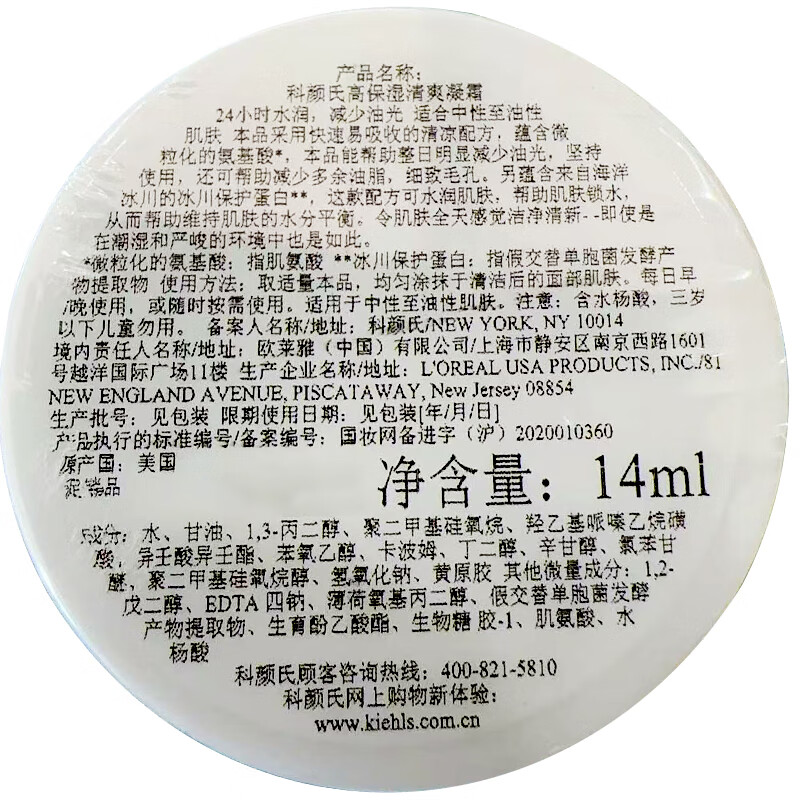 产品名称：
科颜氏高保湿清爽凝霜
24小时水润，减少油光 适合中性至油性
肌肤 本品采用快速易吸收的清凉配方，蕴含微
粒化的氨基酸*，本品能帮助整日明显减少油光，坚持
使用，还可帮助减少多余油脂，细致毛孔。另蕴含来自海洋
冰川的冰川保护蛋白**，这款配方可水润肌肤，帮助肌肤锁水，
从而帮助维持肌肤的水分平衡。令肌肤全天感觉洁净清新--即使是
在潮湿和严峻的环境中也是如此。
*微粒化的氨基酸：指肌氨酸 **冰川保护蛋白：指假交替单胞菌发酵产
物提取物 使用方法：取适量本品，均匀涂抹于清洁后的面部肌肤。每日早
/晚使用，或随时按需使用。适用于中性至油性肌肤。注意：含水杨酸，三岁
以下儿童勿用。 备案人名称/地址：科颜氏/NEW YORK, NY 10014
境内责任人名称/地址：欧莱雅（中国）有限公司/上海市静安区南京西路1601
号越洋国际广场11楼 生产企业名称/地址：L'OREAL USA PRODUCTS, INC./81
NEW ENGLAND AVENUE, PISCATAWAY, New Jersey 08854
生产批号：见包装 限期使用日期：见包装[年/月/日]
产品执行的标准编号/备案编号：国妆网备进字（沪）2020010360
原产国：美国
净含量：14ml
成份：水、甘油、1,3-丙二醇、聚二甲基硅氧烷、羟乙基哌嗪乙烷磺
酸、异壬酸异壬酯、苯氧乙醇、卡波姆、丁二醇、辛甘醇、氯苯甘
醚、聚二甲基硅氧烷醇、氢氧化钠、黄原胶 其他微量成分：1,2-
戊二醇、EDTA 四钠、薄荷氧基丙二醇、假交替单胞菌发酵
产物提取物、生育酚乙酸酯、生物糖 胶-1、肌氨酸、水
杨酸
科颜氏顾客咨询热线：400-821-5810
科颜氏网上购物新体验：
www.kiehls.com.cn